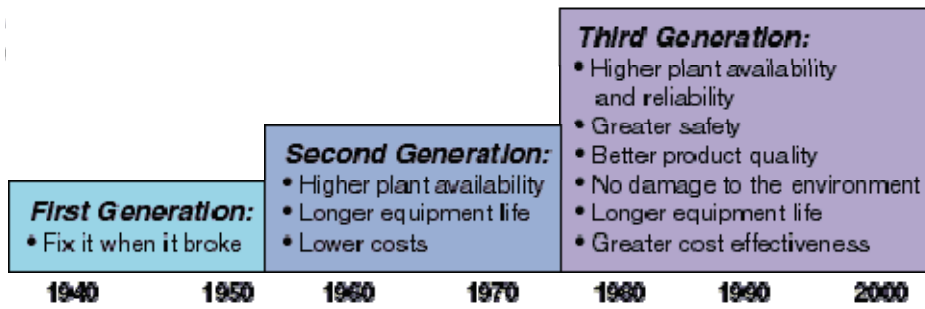 First Generation:
• Fix it when it broke
Second Generation:
• Higher plant availability
• Longer equipment life
• Lower costs
Third Generation:
• Higher plant availability
and reliability
• Greater safety
• Better product quality
• No damage to the environment
• Longer equipment life
• Greater cost effectiveness
1940 1950 1960 1970 1980 1990 2000